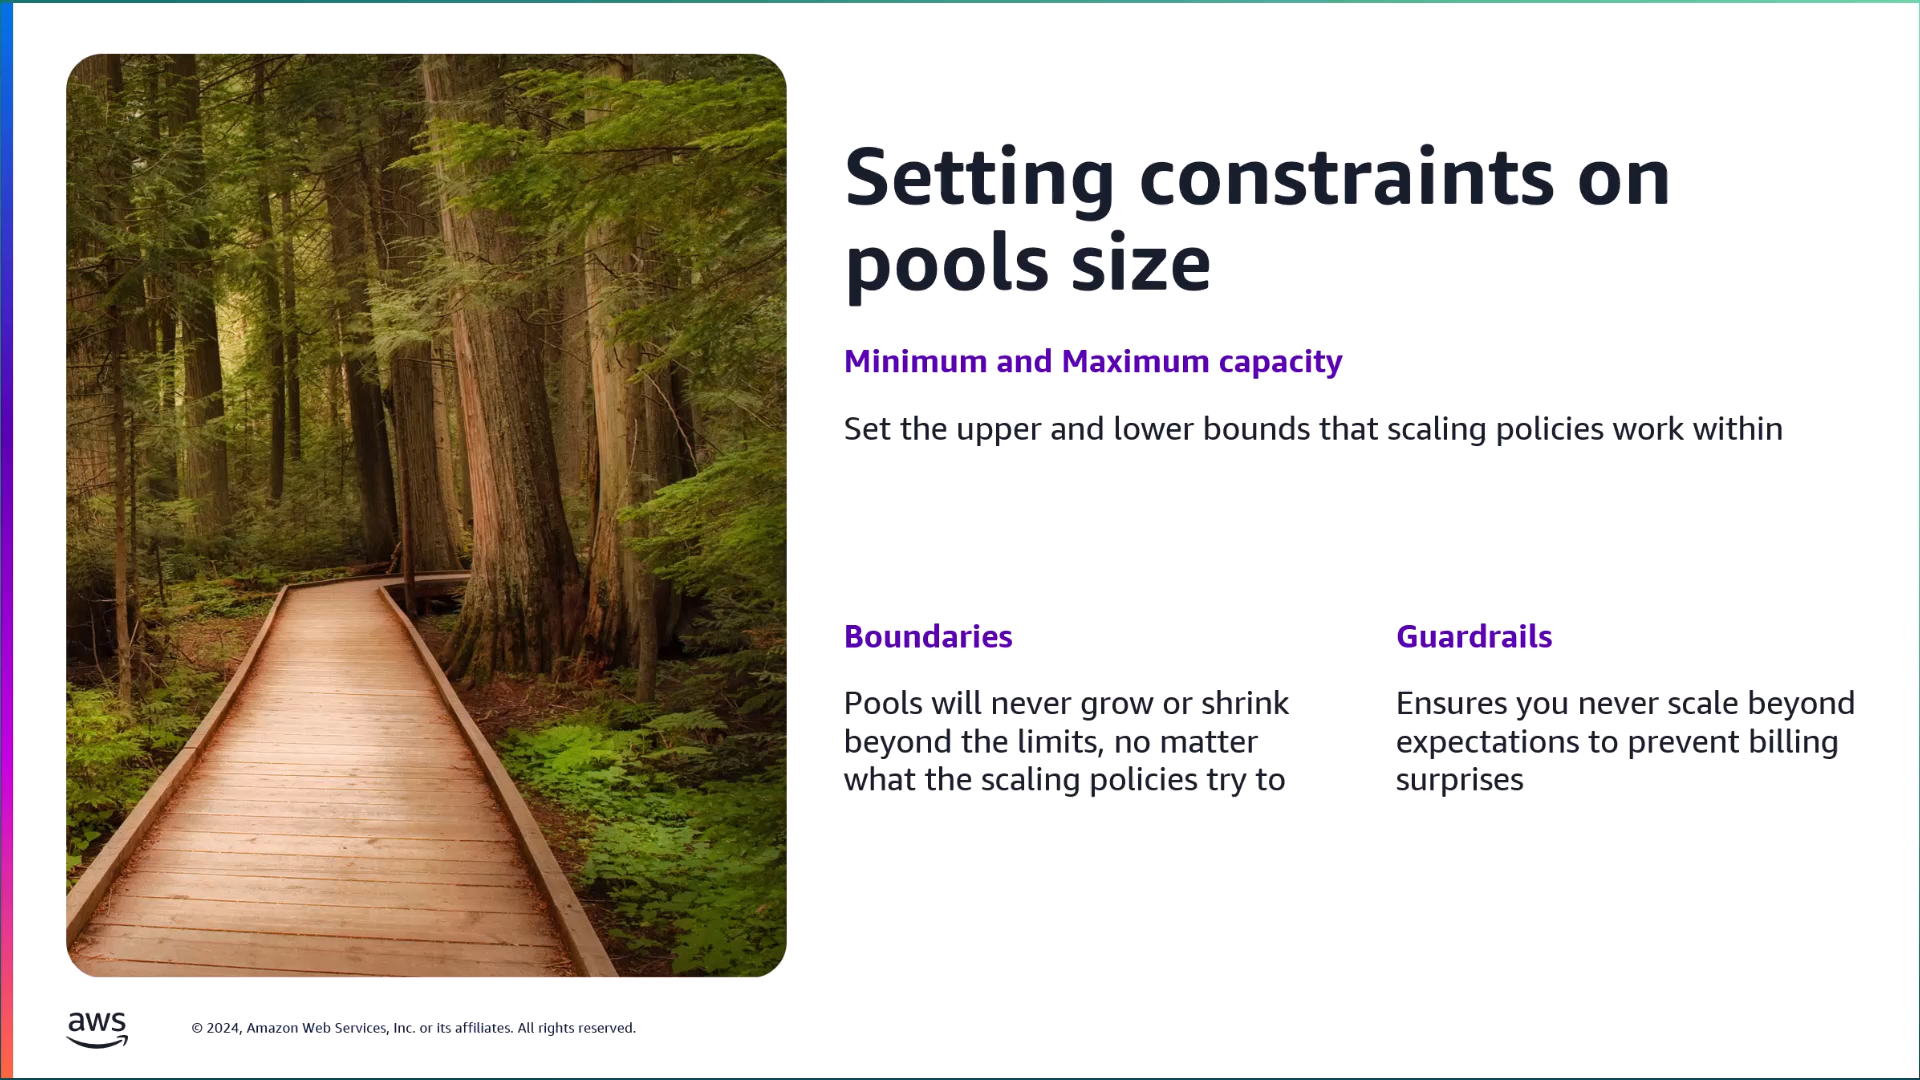 Setting constraints on
pools size
Minimum and Maximum capacity
Set the upper and lower bounds that scaling policies work within
Boundaries
Pools will never grow or shrink
beyond the limits, no matter
what the scaling policies try to
Guardrails
Ensures you never scale beyond
expectations to prevent billing
surprises
aws
© 2024, Amazon Web Services, Inc. or its affiliates. All rights reserved.